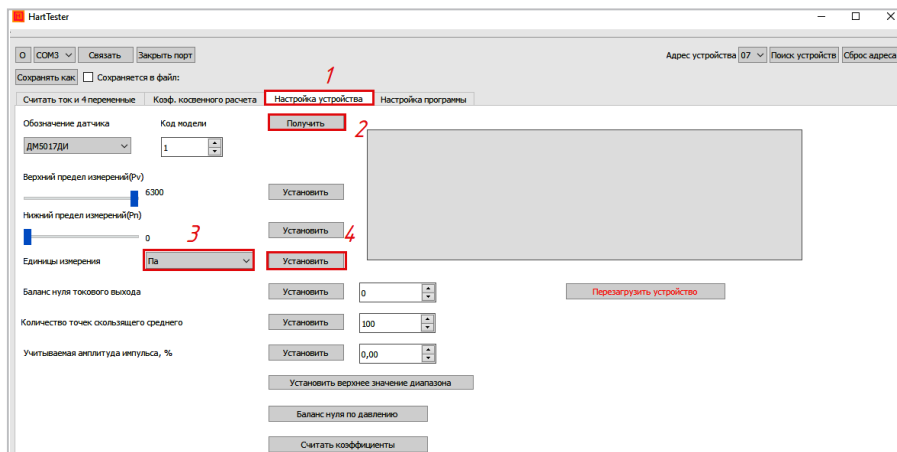 HartTester
О COM3 Связать Закрыть порт Адрес устройства 07 Поиск устройств Сброс адреса
Сохранять как Сохраняется в файл:
1
Считать ток и 4 переменные Коэф. косвенного расчета Настройка устройства Настройка программы
Обозначение датчика Код модели Получить 2
ДМ5017ДИ 1
Верхний предел измерений(Pv)
6300 Установить
Нижний предел измерений(Pn)
0 Установить
3 4
Единицы измерения Па Установить
Баланс нуля токового выхода Установить 0 Перезагрузить устройство
Количество точек скользящего среднего Установить 100
Учитываемая амплитуда импульса, % Установить 0,00
Установить верхнее значение диапазона
Баланс нуля по давлению
Считать коэффициенты